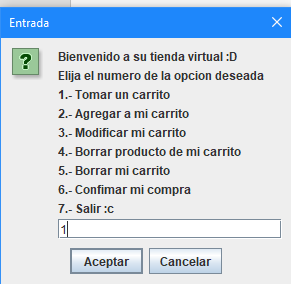 Entrada
?
Bienvenido a su tienda virtual :D
Elija el numero de la opcion deseada
1.- Tomar un carrito
2.- Agregar a mi carrito
3.- Modificar mi carrito
4.- Borrar producto de mi carrito
5.- Borrar mi carrito
6.- Confimar mi compra
7.- Salir :c
1
Aceptar Cancelar